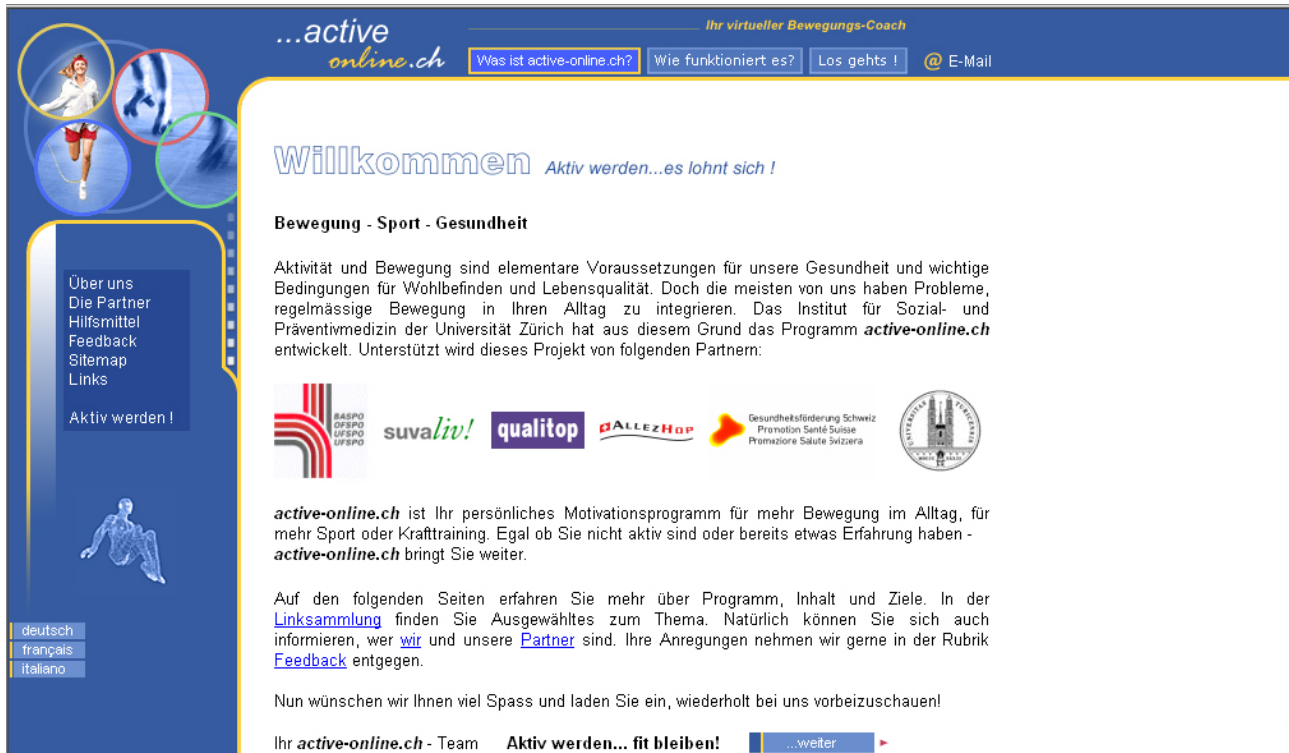 ...active
online.ch
Ihr virtueller Bewegungs-Coach
Was ist active-online.ch?
Wie funktioniert es?
Los gehts !
@ E-Mail
Willkommen Aktiv werden...es lohnt sich !
Bewegung - Sport - Gesundheit
Aktivität und Bewegung sind elementare Voraussetzungen für unsere Gesundheit und wichtige
Bedingungen für Wohlbefinden und Lebensqualität. Doch die meisten von uns haben Probleme,
regelmässige Bewegung in Ihren Alltag zu integrieren. Das Institut für Sozial- und
Präventivmedizin der Universität Zürich hat aus diesem Grund das Programm active-online.ch
entwickelt. Unterstützt wird dieses Projekt von folgenden Partnern:
Über uns
Die Partner
Hilfsmittel
Feedback
Sitemap
Links
Aktiv werden !
BASPO
OFSPO
UFSPO
UFSPO
suvaliv!
qualitop
ALLEZHOP
Gesundheitsförderung Schweiz
Promotion Santé Suisse
Promozione Salute Svizzera
UNIVERSITAS TURICENSIS
active-online.ch ist Ihr persönliches Motivationsprogramm für mehr Bewegung im Alltag, für
mehr Sport oder Krafttraining. Egal ob Sie nicht aktiv sind oder bereits etwas Erfahrung haben -
active-online.ch bringt Sie weiter.
Auf den folgenden Seiten erfahren Sie mehr über Programm, Inhalt und Ziele. In der
Linksammlung finden Sie Ausgewähltes zum Thema. Natürlich können Sie sich auch
informieren, wer wir und unsere Partner sind. Ihre Anregungen nehmen wir gerne in der Rubrik
Feedback entgegen.
Nun wünschen wir Ihnen viel Spass und laden Sie ein, wiederholt bei uns vorbeizuschauen!
Ihr active-online.ch - Team Aktiv werden... fit bleiben! ...weiter
deutsch
français
italiano